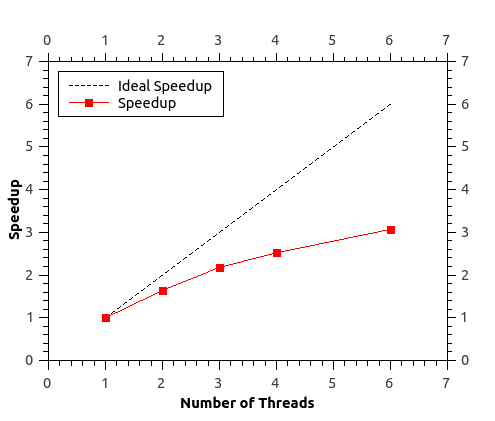 0 1 2 3 4 5 6 7
7 7
Ideal Speedup
Speedup
6 6
5 5
4 4
Speedup
3 3
2 2
1 1
0 0
0 1 2 3 4 5 6 7
Number of Threads